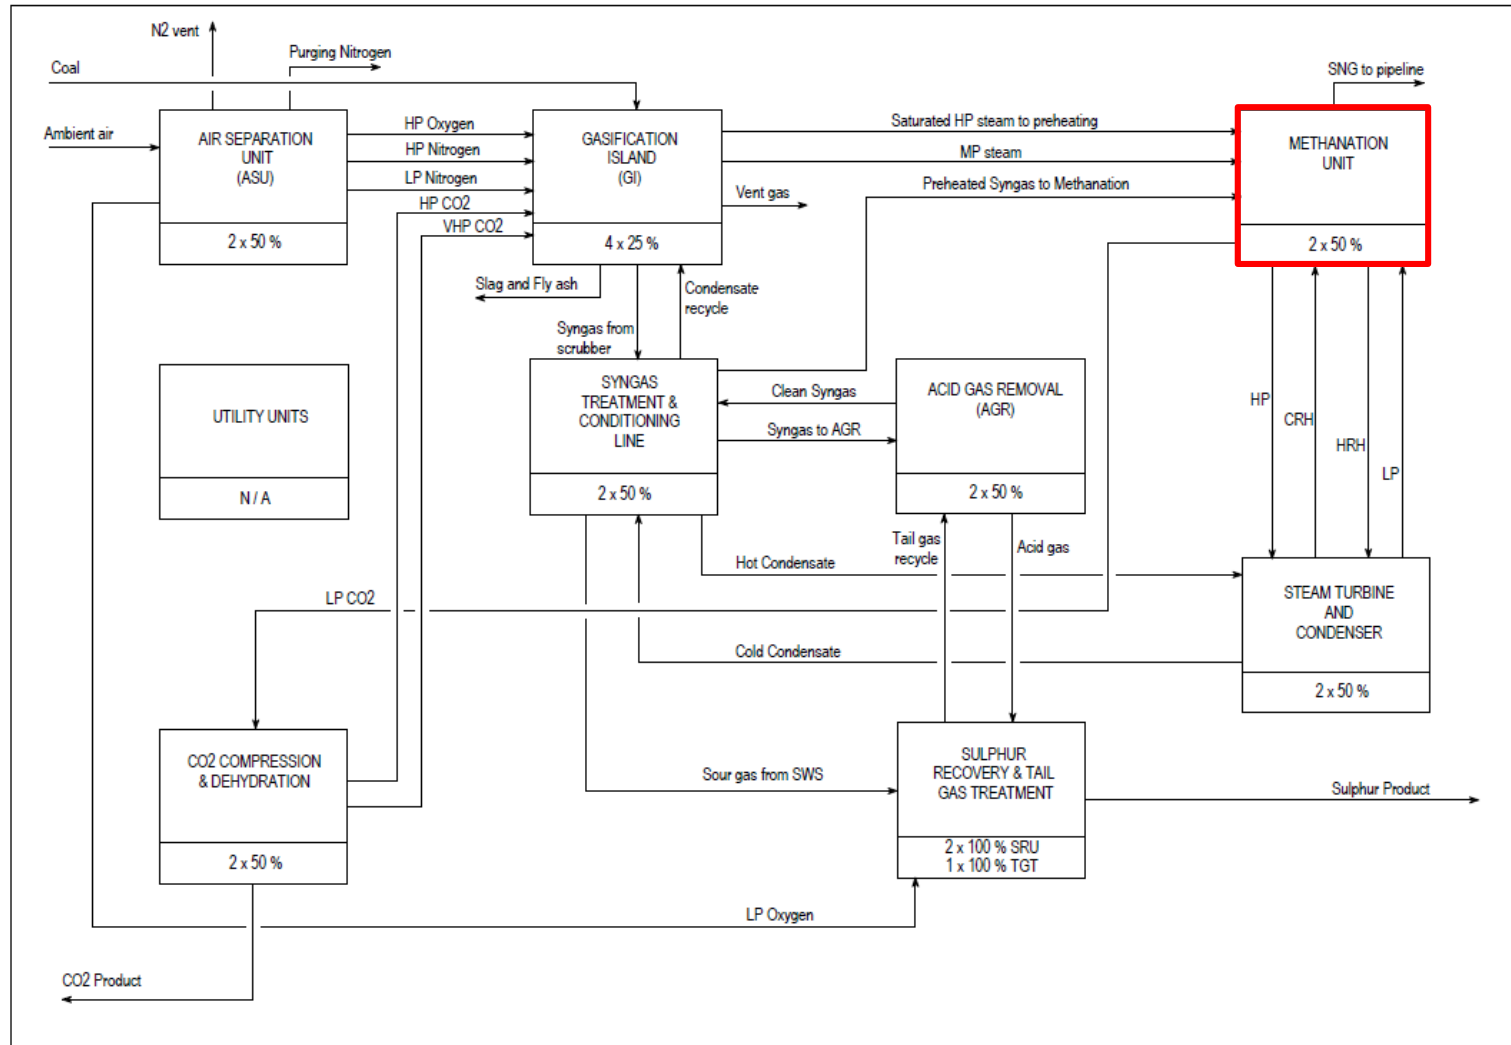 N2 vent
Purging Nitrogen
Coal
SNG to pipeline
Ambient air
AIR SEPARATION
UNIT
(ASU)
2 x 50 %
HP Oxygen
HP Nitrogen
LP Nitrogen
HP CO2
VHP CO2
GASIFICATION
ISLAND
(GI)
4 x 25 %
Saturated HP steam to preheating
MP steam
Preheated Syngas to Methanation
Vent gas
METHANATION
UNIT
2 x 50 %
Slag and Fly ash
Condensate
recycle
Syngas from
scrubber
UTILITY UNITS
N / A
SYNGAS
TREATMENT &
CONDITIONING
LINE
2 x 50 %
Clean Syngas
Syngas to AGR
ACID GAS REMOVAL
(AGR)
2 x 50 %
HP
CRH
HRH
LP
Tail gas
recycle
Acid gas
Hot Condensate
LP CO2
Cold Condensate
STEAM TURBINE
AND
CONDENSER
2 x 50 %
CO2 COMPRESSION
& DEHYDRATION
2 x 50 %
Sour gas from SWS
SULPHUR
RECOVERY & TAIL
GAS TREATMENT
2 x 100 % SRU
1 x 100 % TGT
Sulphur Product
LP Oxygen
CO2 Product